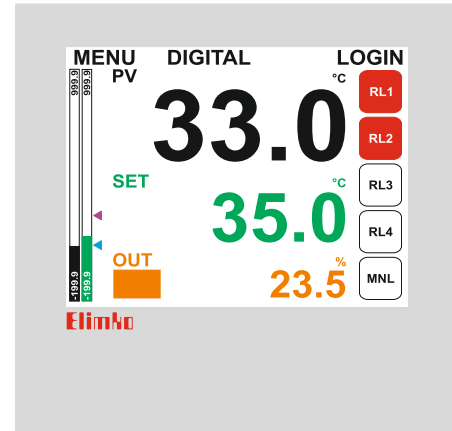 MENU DIGITAL LOGIN
999.9 999.9 PV °C
33.0
RL1
RL2
SET °C
35.0
RL3
RL4
OUT %
23.5
MNL
-199.9 -199.9
Elimko